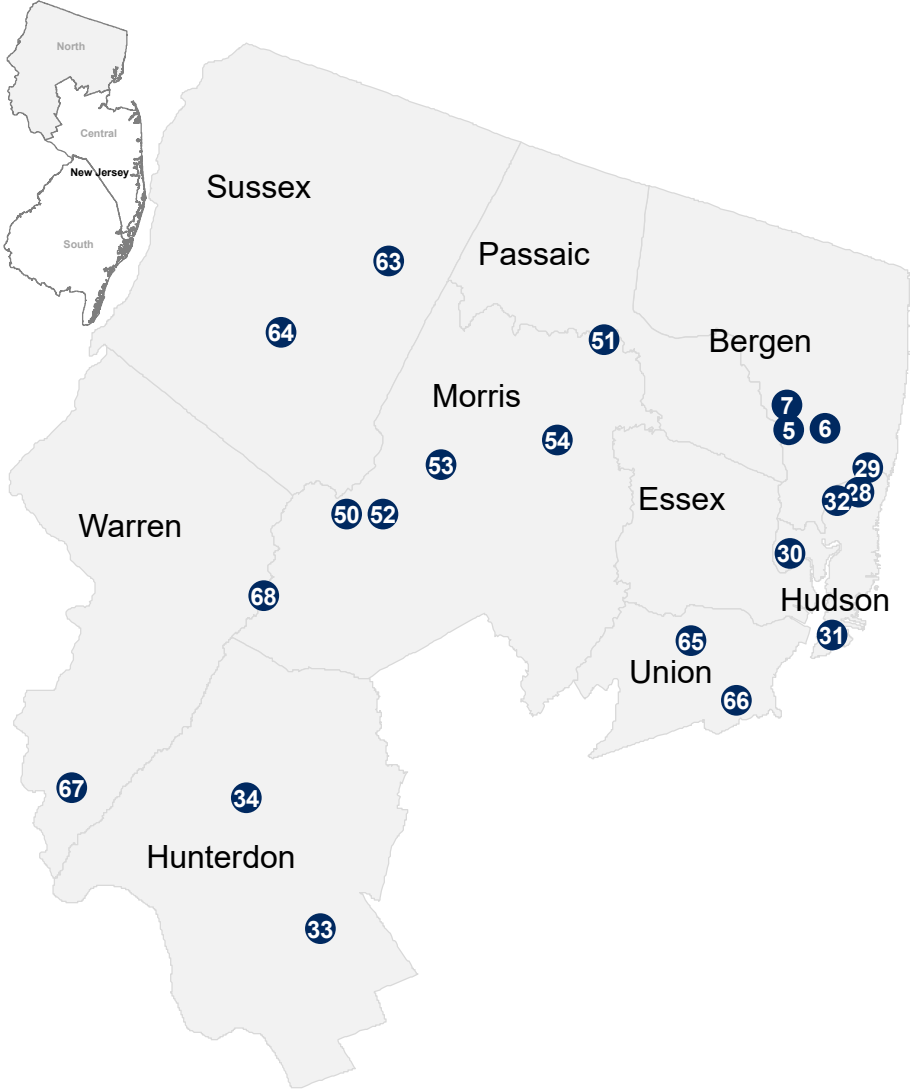 North
Central
New Jersey
South
Sussex
63
Passaic
64
51
Bergen
Morris
7
5
6
54
53
29
28
32
Essex
50
52
Warren
30
68
Hudson
31
65
Union
66
67
34
Hunterdon
33